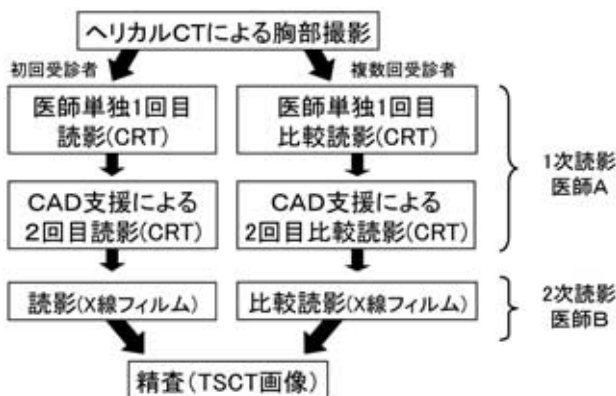 ヘリカルCTによる胸部撮影
初回受診者
複数回受診者
医師単独1回目
読影(CRT)
医師単独1回目
比較読影(CRT)
CAD支援による
2回目読影(CRT)
CAD支援による
2回目比較読影(CRT)
1次読影
医師A
読影(X線フィルム)
比較読影(X線フィルム)
2次読影
医師B
精査(TSCT画像)